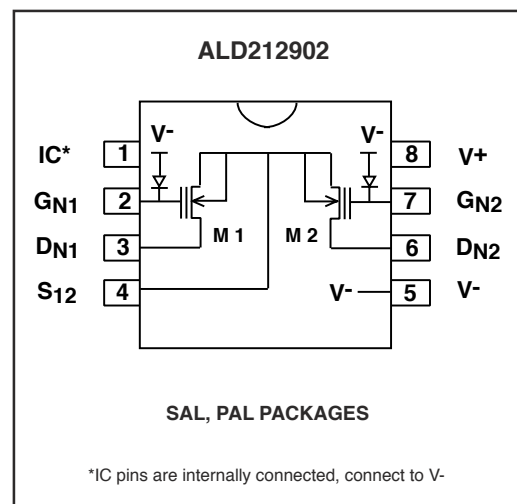 ALD212902
V- V-
IC* 1 8 V+
GN1 2 7 GN2
DN1 3 M 1 M 2 6 DN2
S12 4 V- 5 V-
SAL, PAL PACKAGES
*IC pins are internally connected, connect to V-